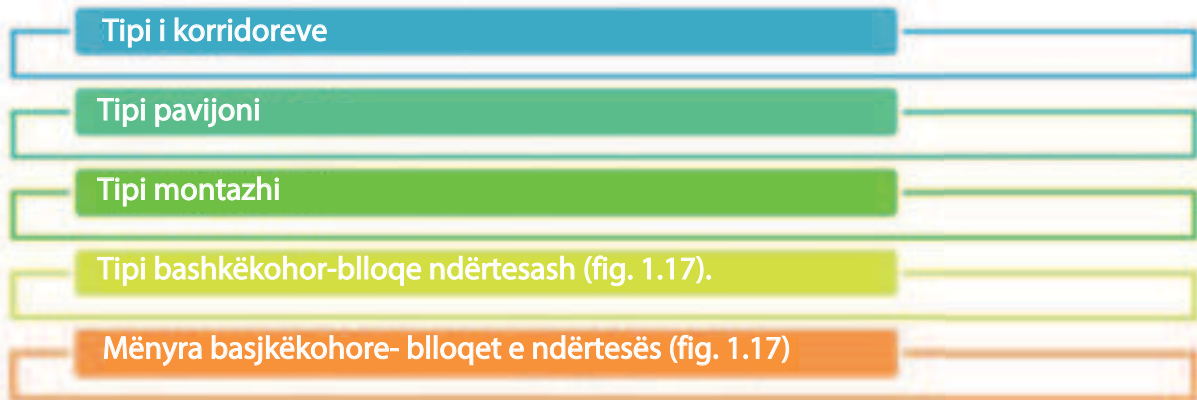 Tipi i korridoreve
Tipi pavijoni
Tipi montazhi
Tipi bashkëkohor-blloqe ndërtesash (fig. 1.17).
Mënyra basjkëkohore- blloqet e ndërtesës (fig. 1.17)